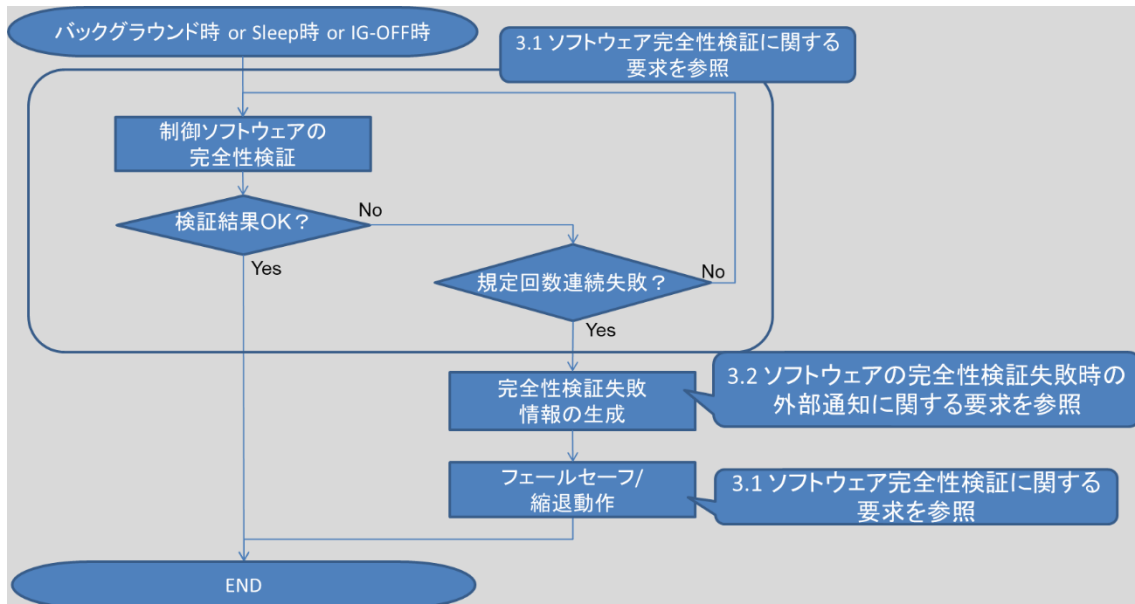 バックグラウンド時 or Sleep時 or IG-OFF時
3.1 ソフトウェア完全性検証に関する
要求を参照
制御ソフトウェアの
完全性検証
検証結果OK？
No
Yes
規定回数連続失敗？
No
Yes
完全性検証失敗
情報の生成
3.2 ソフトウェアの完全性検証失敗時の
外部通知に関する要求を参照
フェールセーフ/
縮退動作
3.1 ソフトウェア完全性検証に関する
要求を参照
END